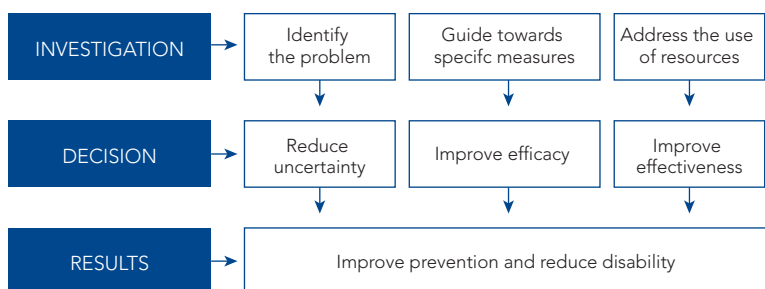 INVESTIGATION
Identify
the problem
Guide towards
specifc measures
Address the use
of resources
DECISION
Reduce
uncertainty
Improve efficacy
Improve
effectiveness
RESULTS
Improve prevention and reduce disability